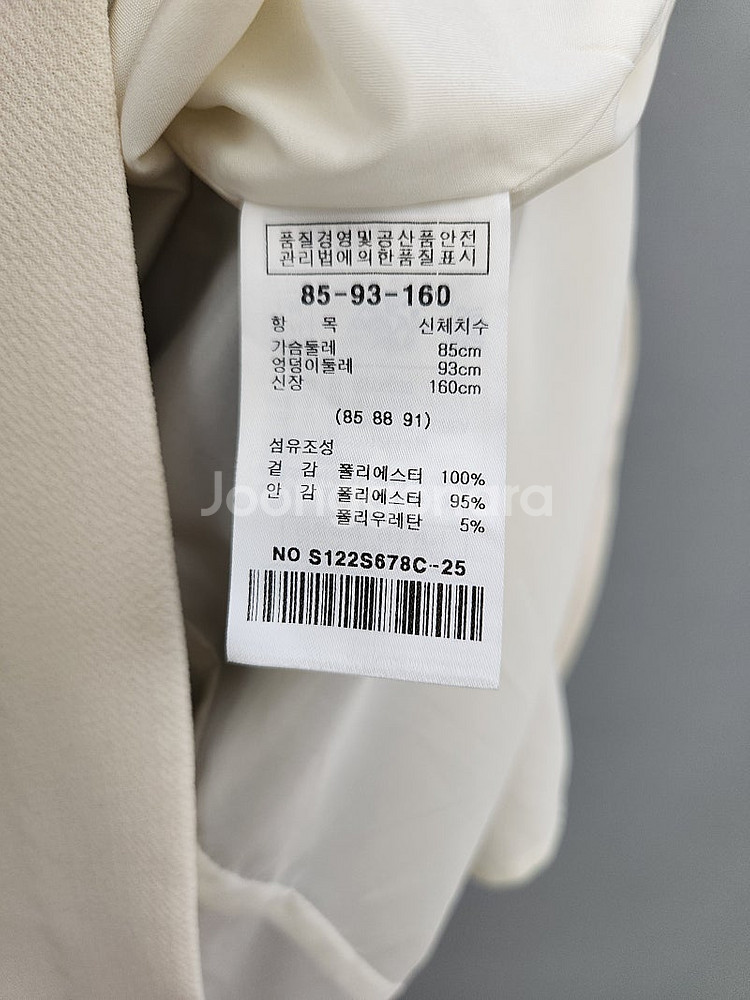 품질경영및공산품안전
관리법에의한품질표시
85-93-160
항 목 신체치수
가슴둘레 85cm
엉덩이둘레 93cm
신장 160cm
(85 88 91)
섬유조성
겉 감 폴리에스터 100%
안 감 폴리에스터 95%
폴리우레탄 5%
NO S122S678C-25